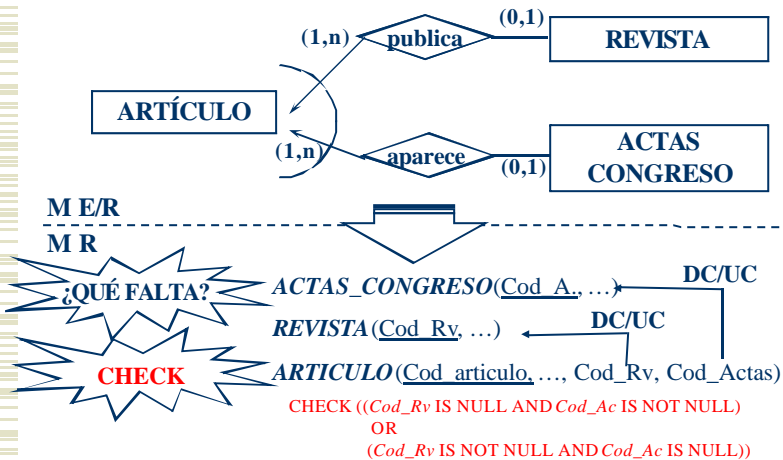 (0,1)
(1,n)
publica
REVISTA
ARTÍCULO
(1,n)
aparece
(0,1)
ACTAS
CONGRESO
M E/R
M R
¿QUÉ FALTA?
ACTAS_CONGRESO(Cod_A., …)
DC/UC
REVISTA(Cod_Rv, …)
DC/UC
CHECK
ARTICULO(Cod_articulo, …, Cod_Rv, Cod_Actas)
CHECK ((Cod_Rv IS NULL AND Cod_Ac IS NOT NULL)
OR
(Cod_Rv IS NOT NULL AND Cod_Ac IS NULL))